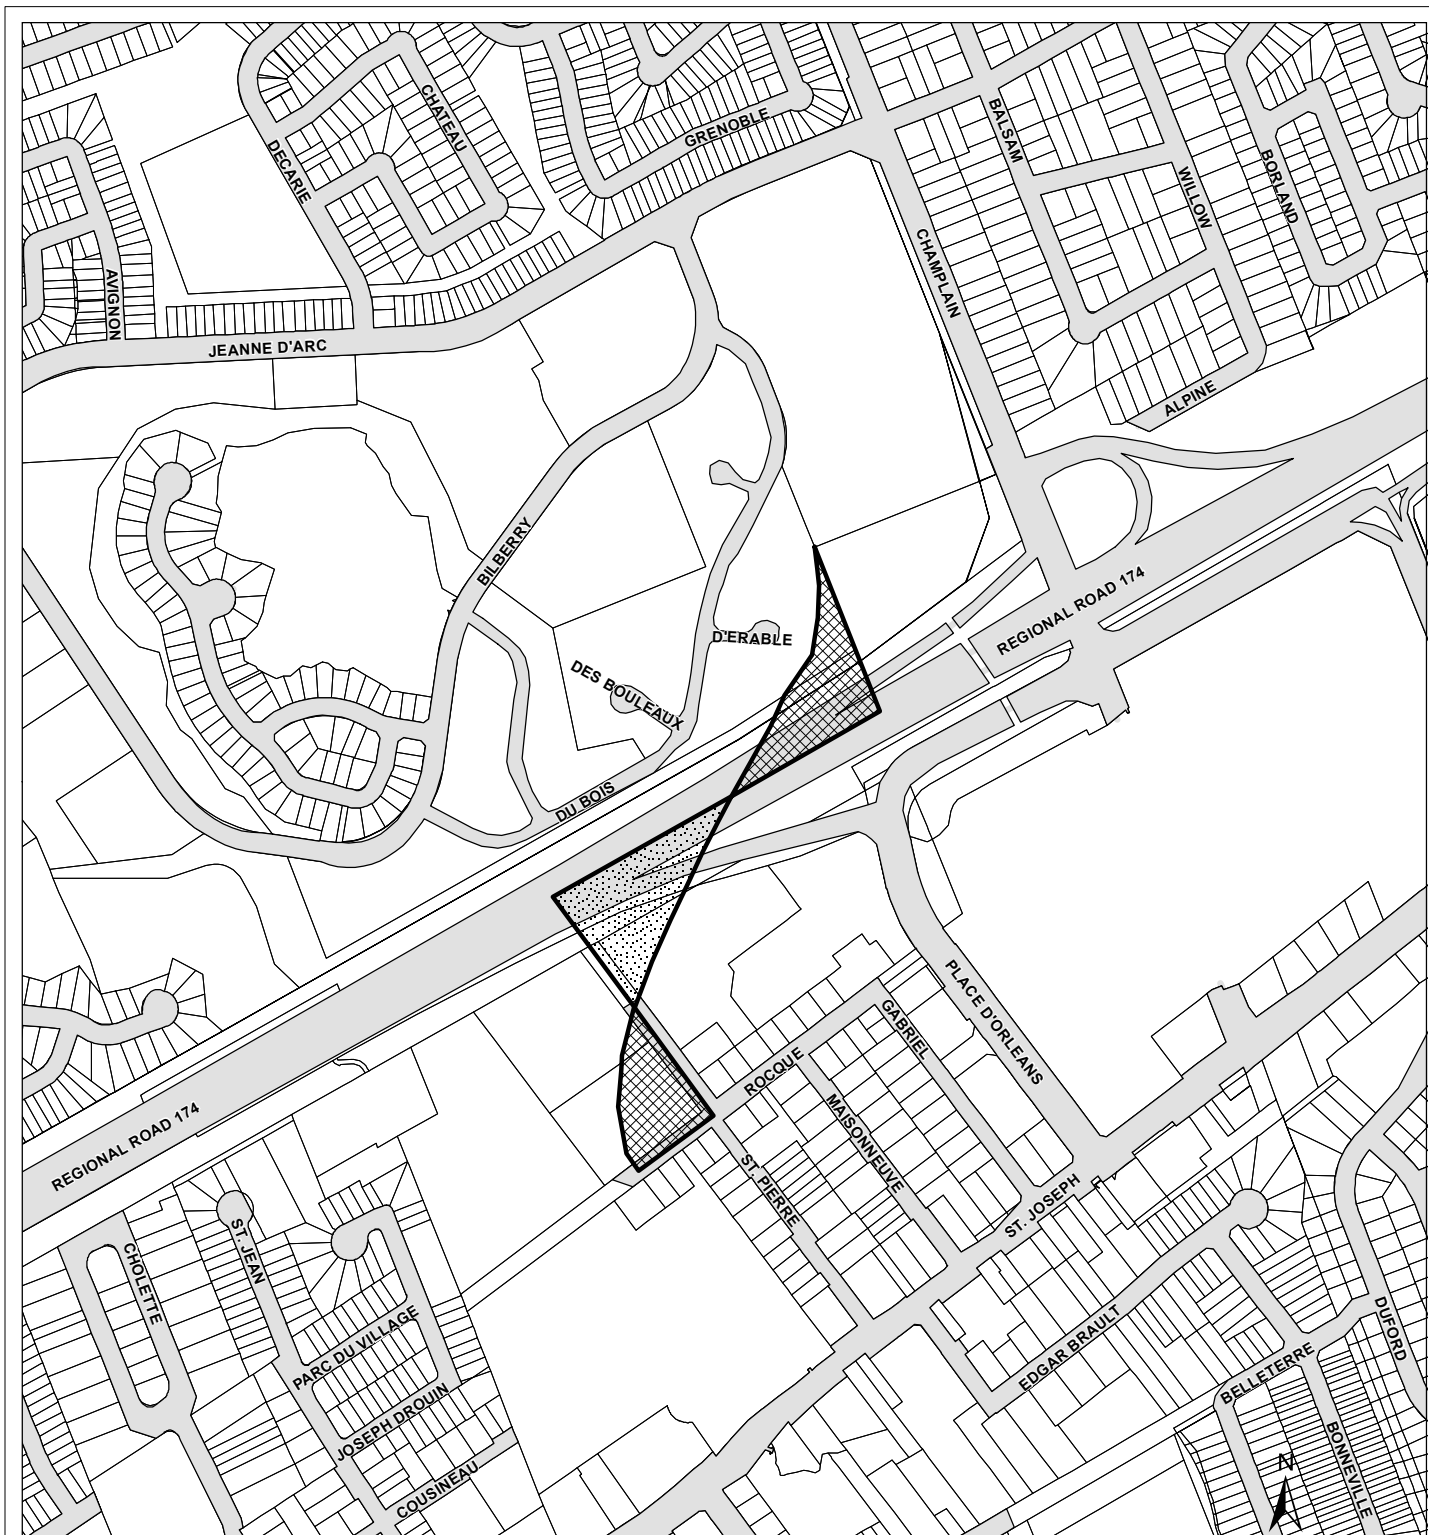 CHATEAU
GRENOBLE
DECARIE
BALSAM
BORLAND
WILLOW
AVIGNON
CHAMPLAIN
JEANNE D'ARC
ALPINE
BILBERRY
REGIONAL ROAD 174
D'ERABLE
DES BOULEAUX
DU BOIS
PLACE D'ORLEANS
GABRIEL
ROCQUE
MAISONNEUVE
REGIONAL ROAD 174
ST. PIERRE
ST. JOSEPH
ST. JEAN
CHOLETTE
PARC DU VILLAGE
EDGAR BRAULT
DUFORD
BELLETERRE
JOSEPH DROUIN
BONNEVILLE
COUSINEAU
N